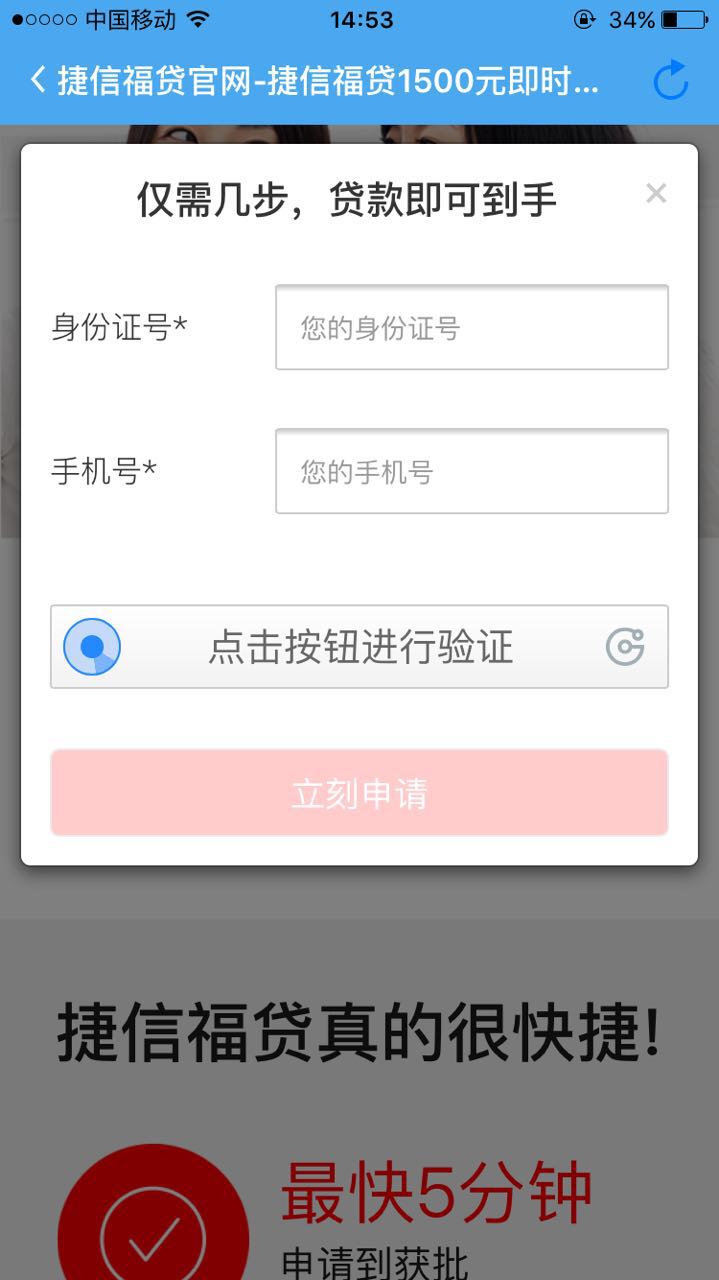 中国移动 14:53 34%
捷信福贷官网-捷信福贷1500元即时...
仅需几步，贷款即可到手
×
身份证号* 您的身份证号
手机号* 您的手机号
点击按钮进行验证
立刻申请
捷信福贷真的很快捷!
最快5分钟
申请到获批